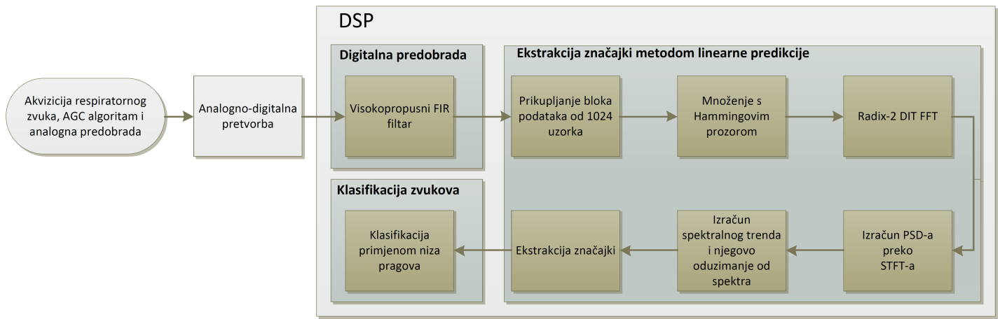 DSP
Digitalna predobrada
Ekstrakcija značajki metodom linearne predikcije
Akvizicija respiratornog
zvuka, AGC algoritam i
analogna predobrada
Analogno-digitalna
pretvorba
Visokopropusni FIR
filtar
Prikupljanje bloka
podataka od 1024
uzorka
Množenje s
Hammingovim
prozorom
Radix-2 DIT FFT
Izračun PSD-a
preko
STFT-a
Izračun
spektralnog trenda
i njegovo
oduzimanje od
spektra
Ekstrakcija značajki
Klasifikacija zvukova
Klasifikacija
primjenom niza
pragova